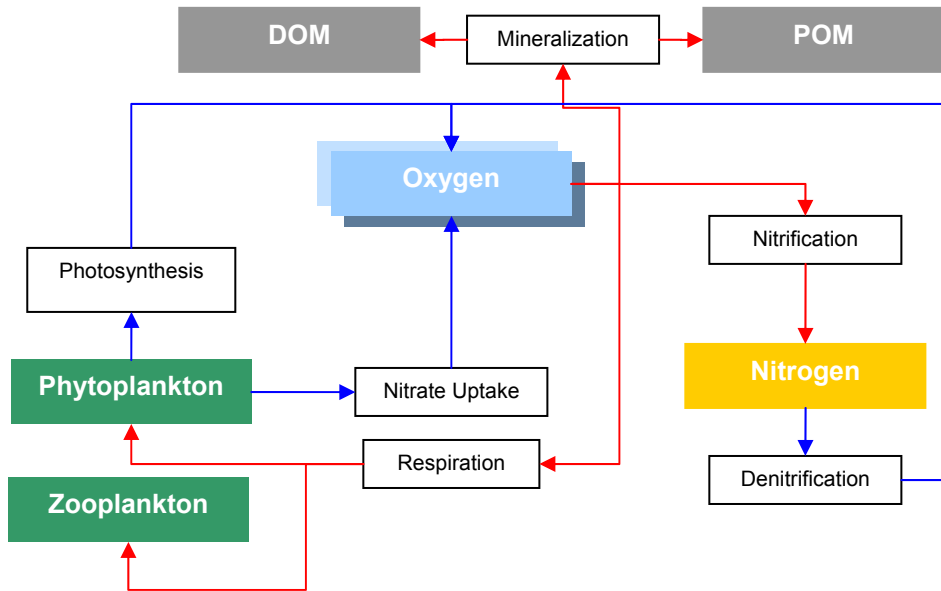 DOM
Mineralization
POM
Oxygen
Nitrification
Photosynthesis
Phytoplankton
Nitrate Uptake
Nitrogen
Respiration
Denitrification
Zooplankton